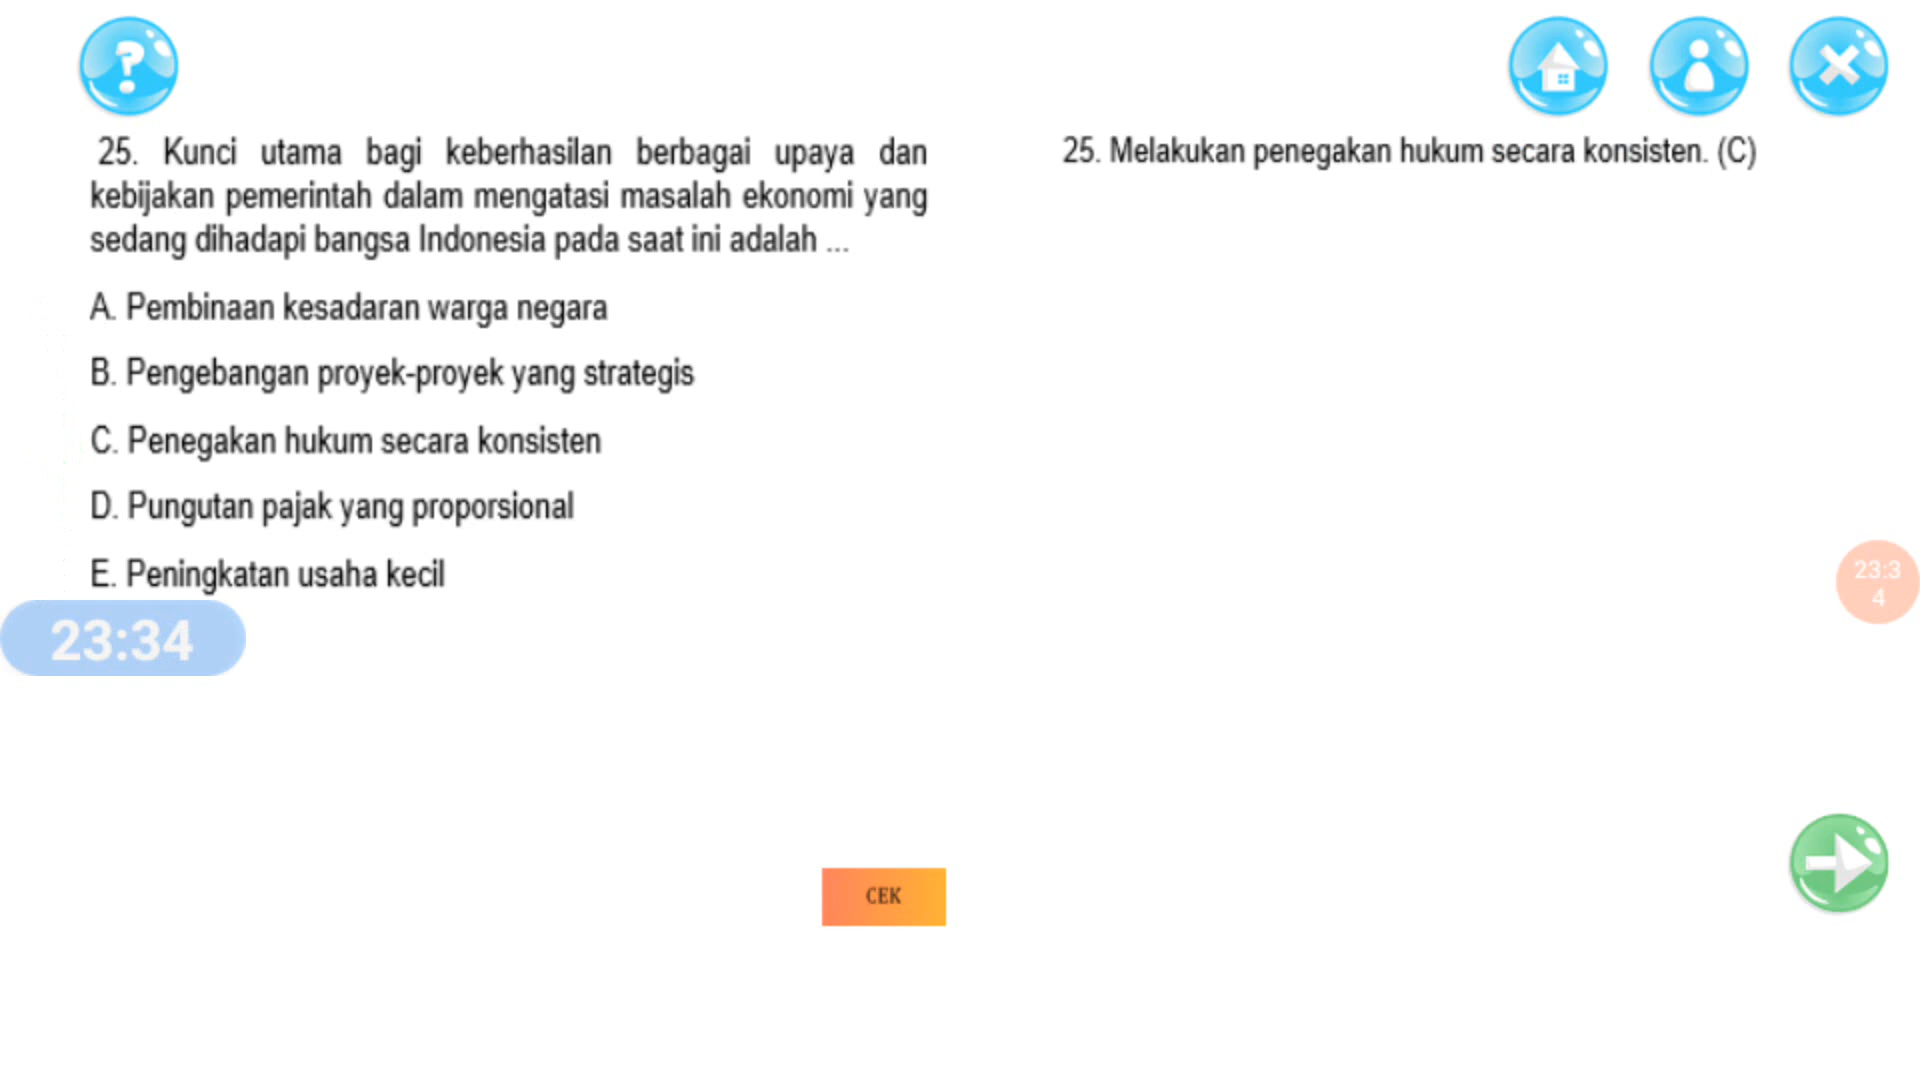 25. Kunci utama bagi keberhasilan berbagai upaya dan
kebijakan pemerintah dalam mengatasi masalah ekonomi yang
sedang dihadapi bangsa Indonesia pada saat ini adalah ...
A. Pembinaan kesadaran warga negara
B. Pengebangan proyek-proyek yang strategis
C. Penegakan hukum secara konsisten
D. Pungutan pajak yang proporsional
E. Peningkatan usaha kecil
23:34
CEK
25. Melakukan penegakan hukum secara konsisten. (C)
23:3
4